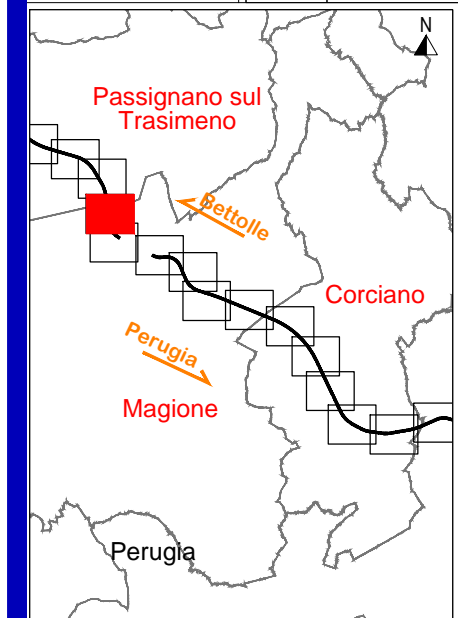 N
Passignano sul
Trasimeno
Bettolle
Corciano
Perugia
Magione
Perugia